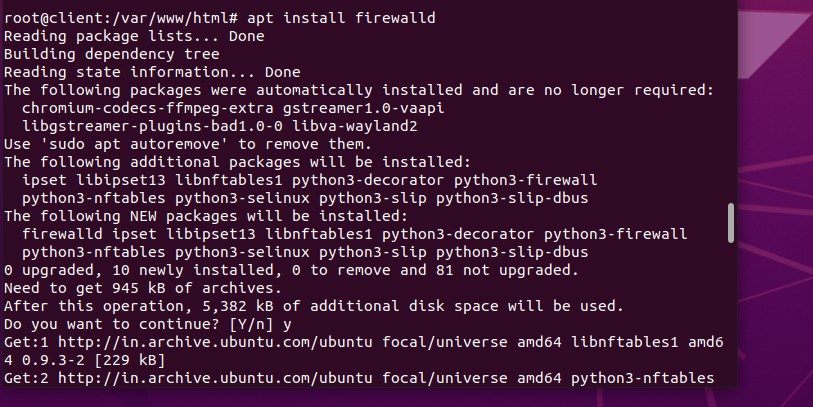 root@client:/var/www/html# apt install firewalld
Reading package lists... Done
Building dependency tree
Reading state information... Done
The following packages were automatically installed and are no longer required:
  chromium-codecs-ffmpeg-extra gstreamer1.0-vaapi
  libgstreamer-plugins-bad1.0-0 libva-wayland2
Use 'sudo apt autoremove' to remove them.
The following additional packages will be installed:
  ipset libipset13 libnftables1 python3-decorator python3-firewall
  python3-nftables python3-selinux python3-slip python3-slip-dbus
The following NEW packages will be installed:
  firewalld ipset libipset13 libnftables1 python3-decorator python3-firewall
  python3-nftables python3-selinux python3-slip python3-slip-dbus
0 upgraded, 10 newly installed, 0 to remove and 81 not upgraded.
Need to get 945 kB of archives.
After this operation, 5,382 kB of additional disk space will be used.
Do you want to continue? [Y/n] y
Get:1 http://in.archive.ubuntu.com/ubuntu focal/universe amd64 libnftables1 amd6
4 0.9.3-2 [229 kB]
Get:2 http://in.archive.ubuntu.com/ubuntu focal/universe amd64 python3-nftables